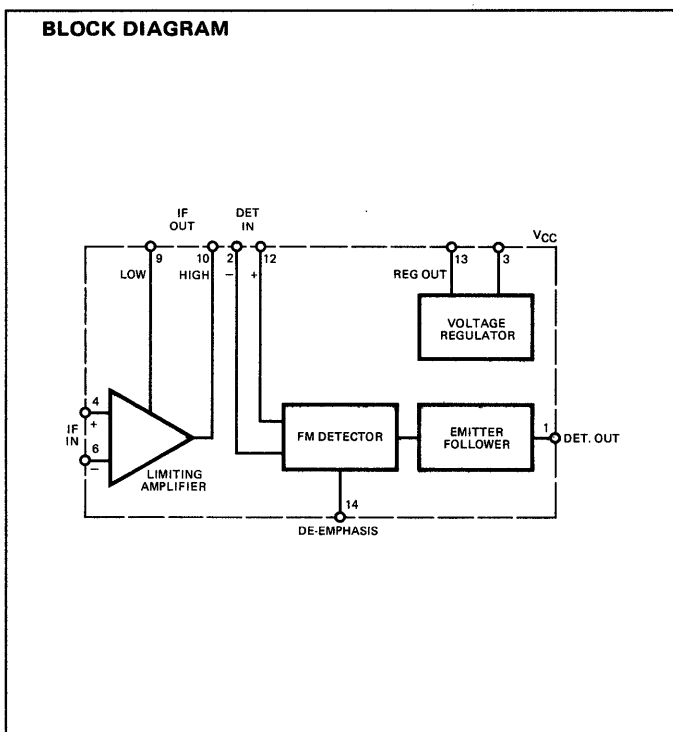 BLOCK DIAGRAM
IF
OUT
DET
IN
VCC
9
10
2
12
13
3
LOW
HIGH
−
+
REG OUT
VOLTAGE
REGULATOR
4
+
IF
IN
6
−
LIMITING
AMPLIFIER
FM DETECTOR
EMITTER
FOLLOWER
1
DET. OUT
14
DE-EMPHASIS